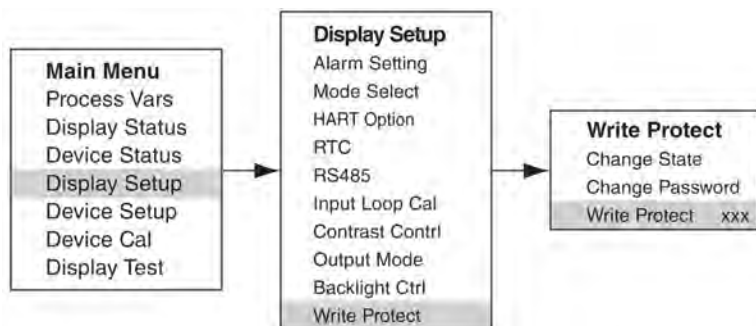 Main Menu
Process Vars
Display Status
Device Status
Display Setup
Device Setup
Device Cal
Display Test
Display Setup
Alarm Setting
Mode Select
HART Option
RTC
RS485
Input Loop Cal
Contrast Contrl
Output Mode
Backlight Ctrl
Write Protect
Write Protect
Change State
Change Password
Write Protect xxx